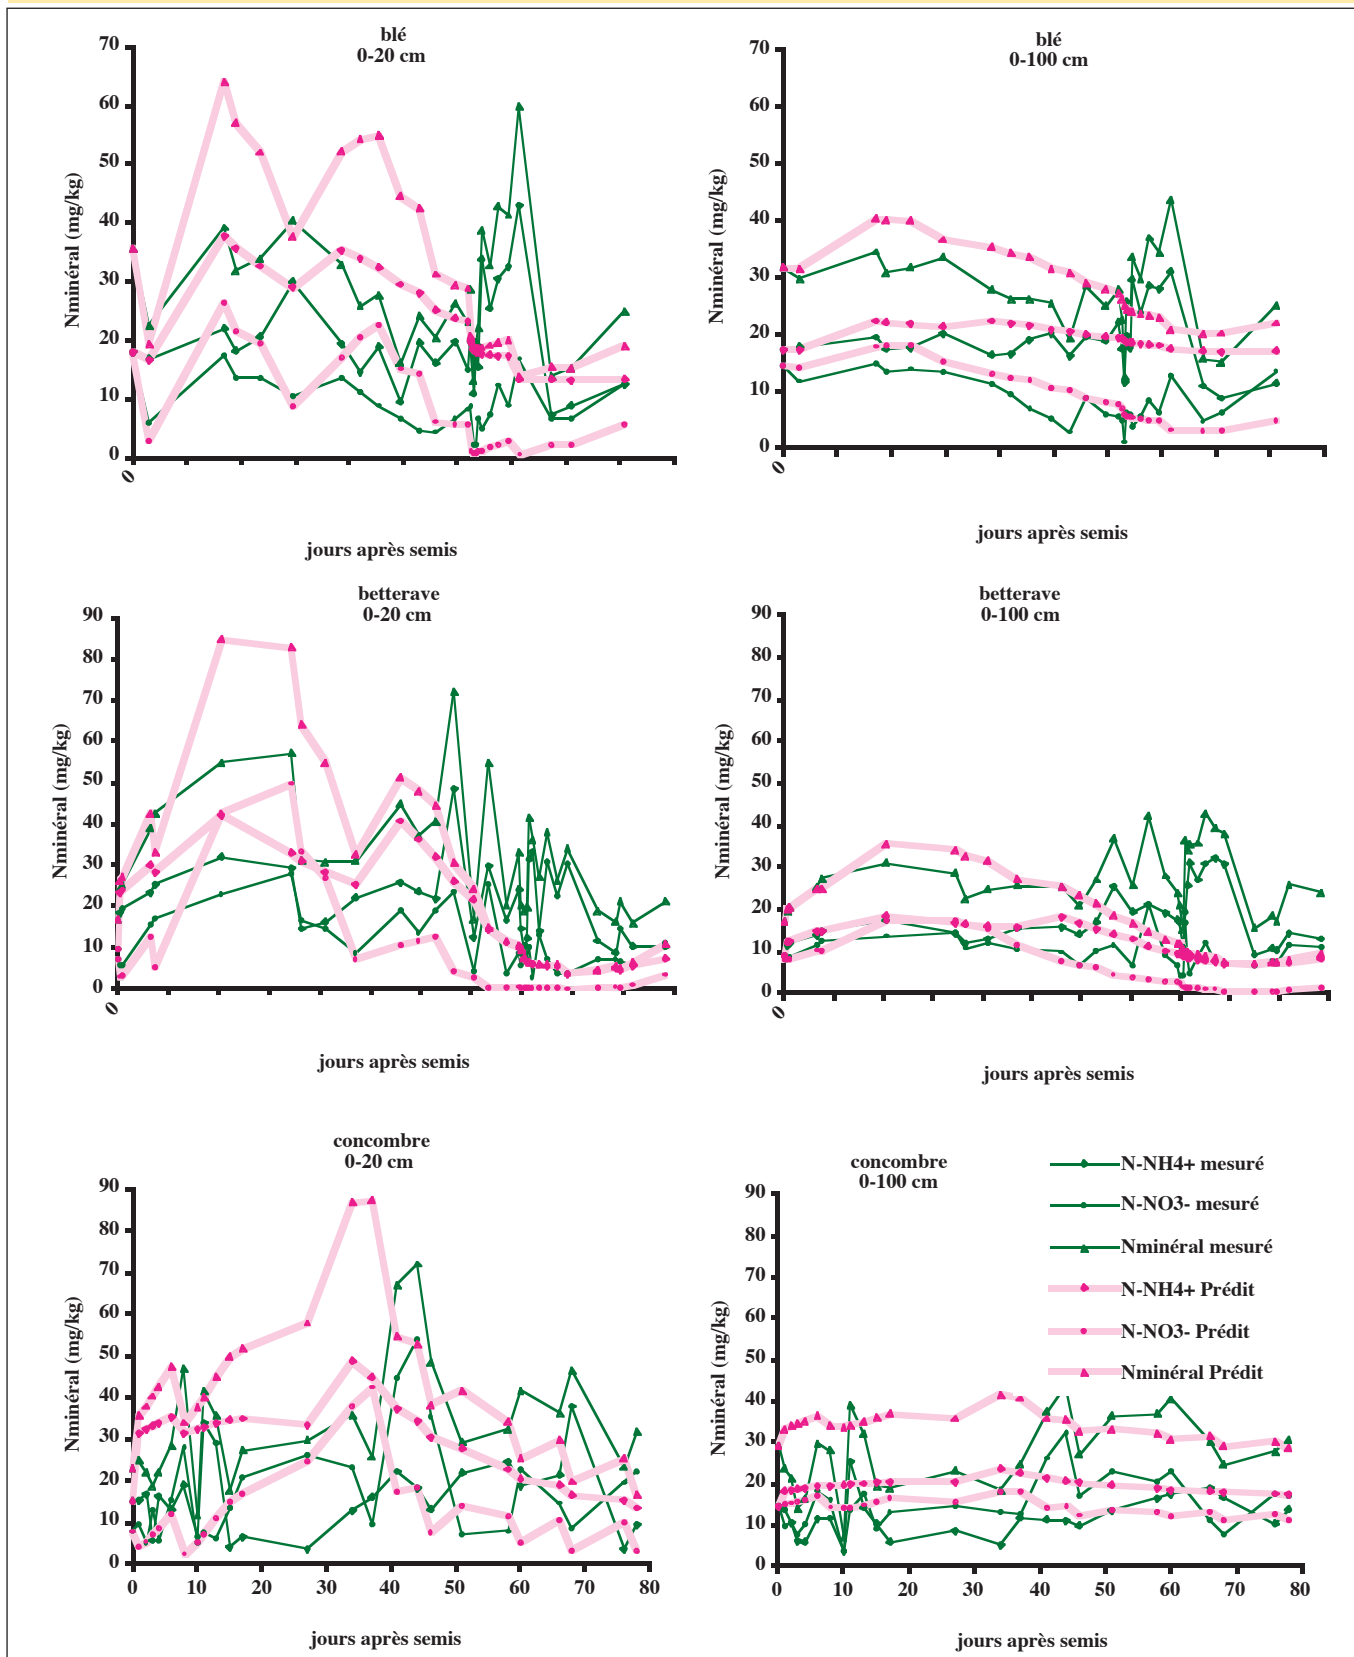 blé
0-20 cm
70
60
50
40
30
20
10
0
Nminéral (mg/kg)
0
jours après semis
blé
0-100 cm
70
60
50
40
30
20
10
0
Nminéral (mg/kg)
0
jours après semis
betterave
0-20 cm
90
80
70
60
50
40
30
20
10
0
Nminéral (mg/kg)
0
jours après semis
betterave
0-100 cm
90
80
70
60
50
40
30
20
10
0
Nminéral (mg/kg)
0
jours après semis
concombre
0-20 cm
90
80
70
60
50
40
30
20
10
0
Nminéral (mg/kg)
0 10 20 30 40 50 60 70 80
jours après semis
concombre
0-100 cm
90
80
70
60
50
40
30
20
10
0
Nminéral (mg/kg)
0 10 20 30 40 50 60 70 80
jours après semis
N-NH4+ mesuré
N-NO3- mesuré
Nminéral mesuré
N-NH4+ Prédit
N-NO3- Prédit
Nminéral Prédit